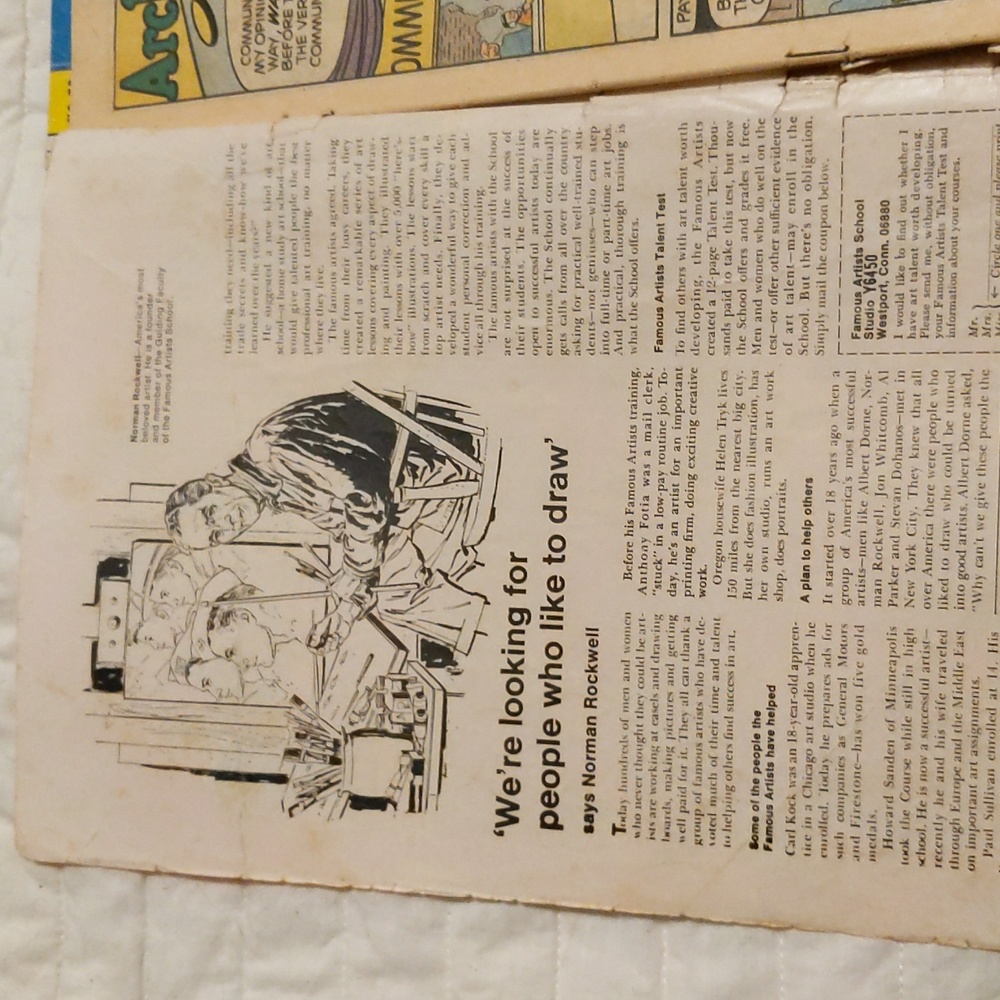 Arc
COMMUN
MY OPINI
WAY, WA
BEFORE T
THE VER
COMMU
COMM
PAY
B
TH
Norman Rockwell—America's most
beloved artist. He is a founder
and member of the Guiding Faculty
of the Famous Artists School.
'We're looking for
people who like to draw'
says Norman Rockwell
Today hundreds of men and women
who never thought they could be art-
ists are working at easels and drawing
boards, making pictures and getting
well paid for it. They all can thank a
group of famous artists who have de-
voted much of their time and talent
to helping others find success in art.
Some of the people the
Famous Artists have helped
Carl Kock was an 18-year-old appren-
tice in a Chicago art studio when he
enrolled. Today he prepares ads for
such companies as General Motors
and Firestone—has won five gold
medals.
Howard Sanden of Minneapolis
took the Course while still in high
school. He is now a successful artist—
recently he and his wife traveled
through Europe and the Middle East
on important art assignments.
Paul Sullivan enrolled at 14. His
Before his Famous Artists training,
Anthony Fotia was a mail clerk,
"stuck" in a low-pay routine job. To-
day, he's an artist for an important
printing firm, doing exciting creative
work.
Oregon housewife Helen Tryk lives
150 miles from the nearest big city.
But she does fashion illustration, has
her own studio, runs an art work
shop, does portraits.
A plan to help others
It started over 18 years ago when a
group of America's most successful
artists—men like Albert Dorne, Nor-
man Rockwell, Jon Whitcomb, Al
Parker and Stevan Dohanos—met in
New York City. They knew that all
over America there were people who
liked to draw who could be turned
into good artists. Albert Dorne asked,
"Why can't we give these people the
training they need—including all the
trade secrets and know-how we've
learned over the years?"
He suggested a new kind of art
school—a home study art school—that
would give talented people the best
professional art training, no matter
where they live.
The famous artists agreed. Taking
time from their busy careers, they
created a remarkable series of art
lessons covering every aspect of draw-
ing and painting. They illustrated
their lessons with over 5,000 "here's-
how" illustrations. The lessons start
from scratch and cover every skill a
top artist needs. Finally, they de-
veloped a wonderful way to give each
student personal correction and ad-
vice all through his training.
The famous artists with the School
are not surprised at the success of
their students. The opportunities
open to successful artists today are
enormous. The School continually
gets calls from all over the country
asking for practical well-trained stu-
dents—not geniuses—who can step
into full-time or part-time art jobs.
And practical, thorough training is
what the School offers.
Famous Artists Talent Test
To find others with art talent worth
developing, the Famous Artists
created a 12-page Talent Test. Thou-
sands paid to take this test, but now
the School offers and grades it free.
Men and women who do well on the
test—or offer other sufficient evidence
of art talent—may enroll in the
School. But there's no obligation.
Simply mail the coupon below.
Famous Artists School
Studio Y6450
Westport, Conn. 06880
I would like to find out whether I
have art talent worth developing.
Please send me, without obligation,
your Famous Artists Talent Test and
information about your courses.
Mr.
Mrs.
← Circle one and please print